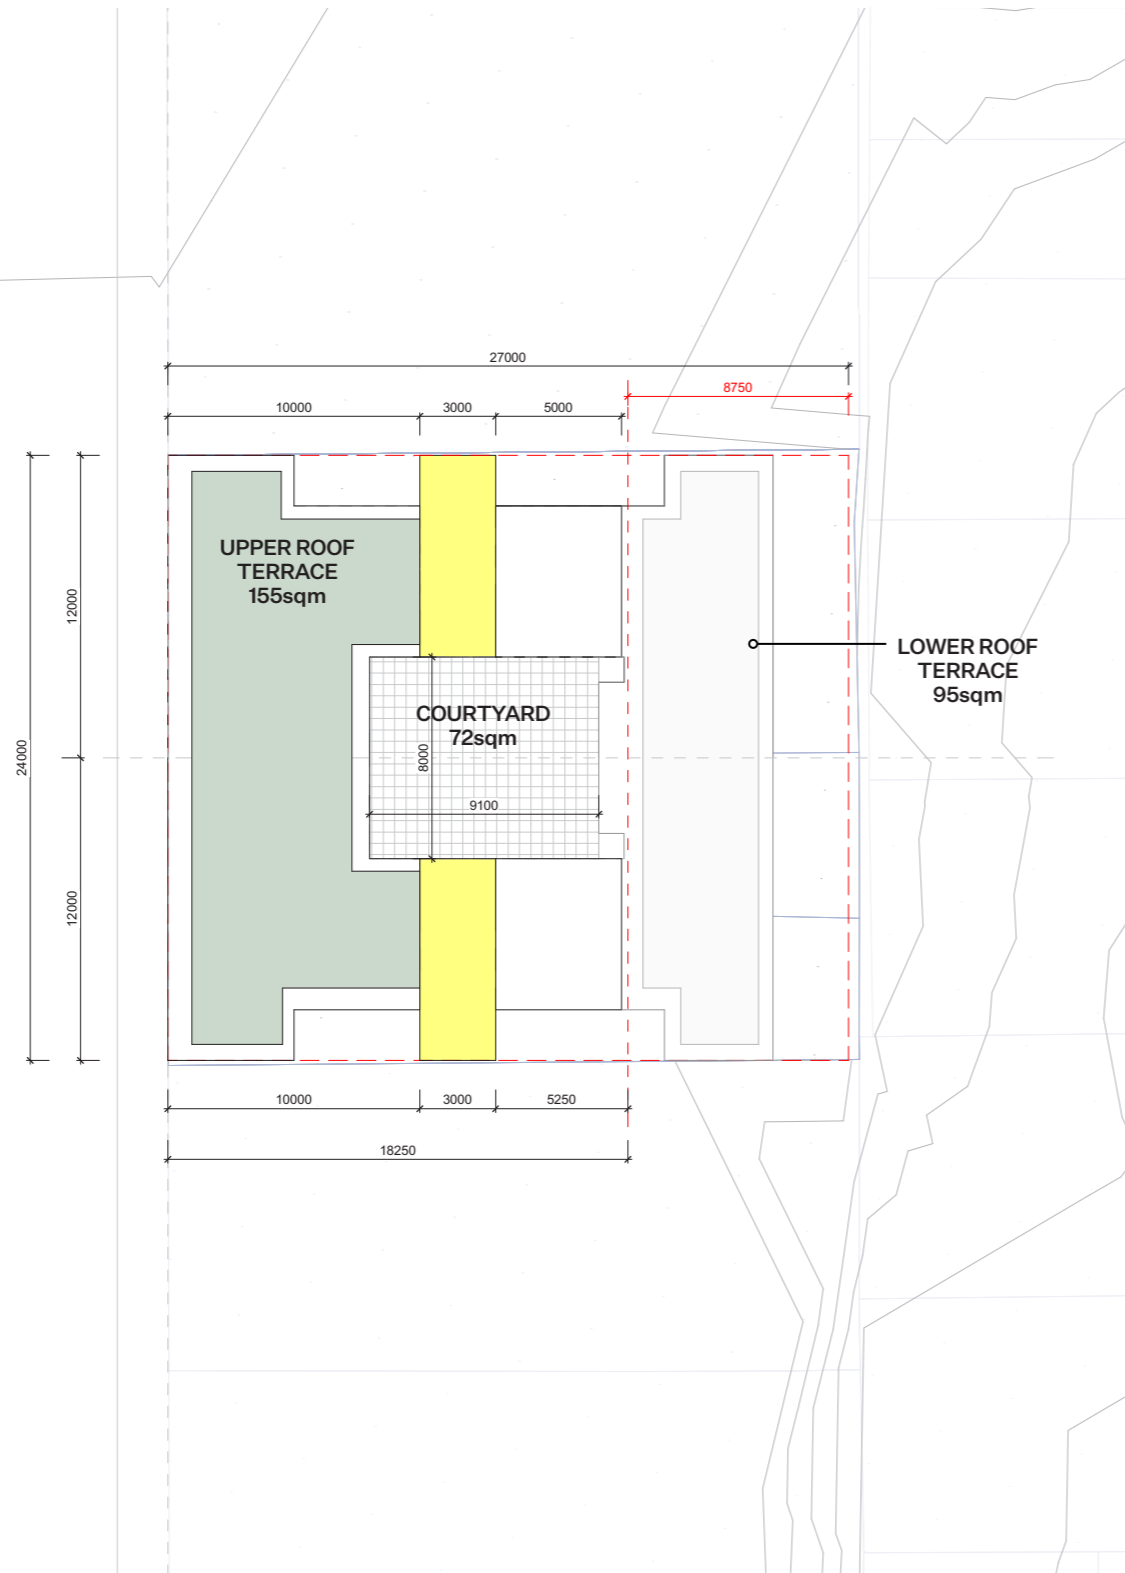 27000
8750
10000
3000
5000
UPPER ROOF
TERRACE
155sqm
12000
LOWER ROOF
TERRACE
95sqm
COURTYARD
72sqm
8000
24000
9100
12000
10000
3000
5250
18250